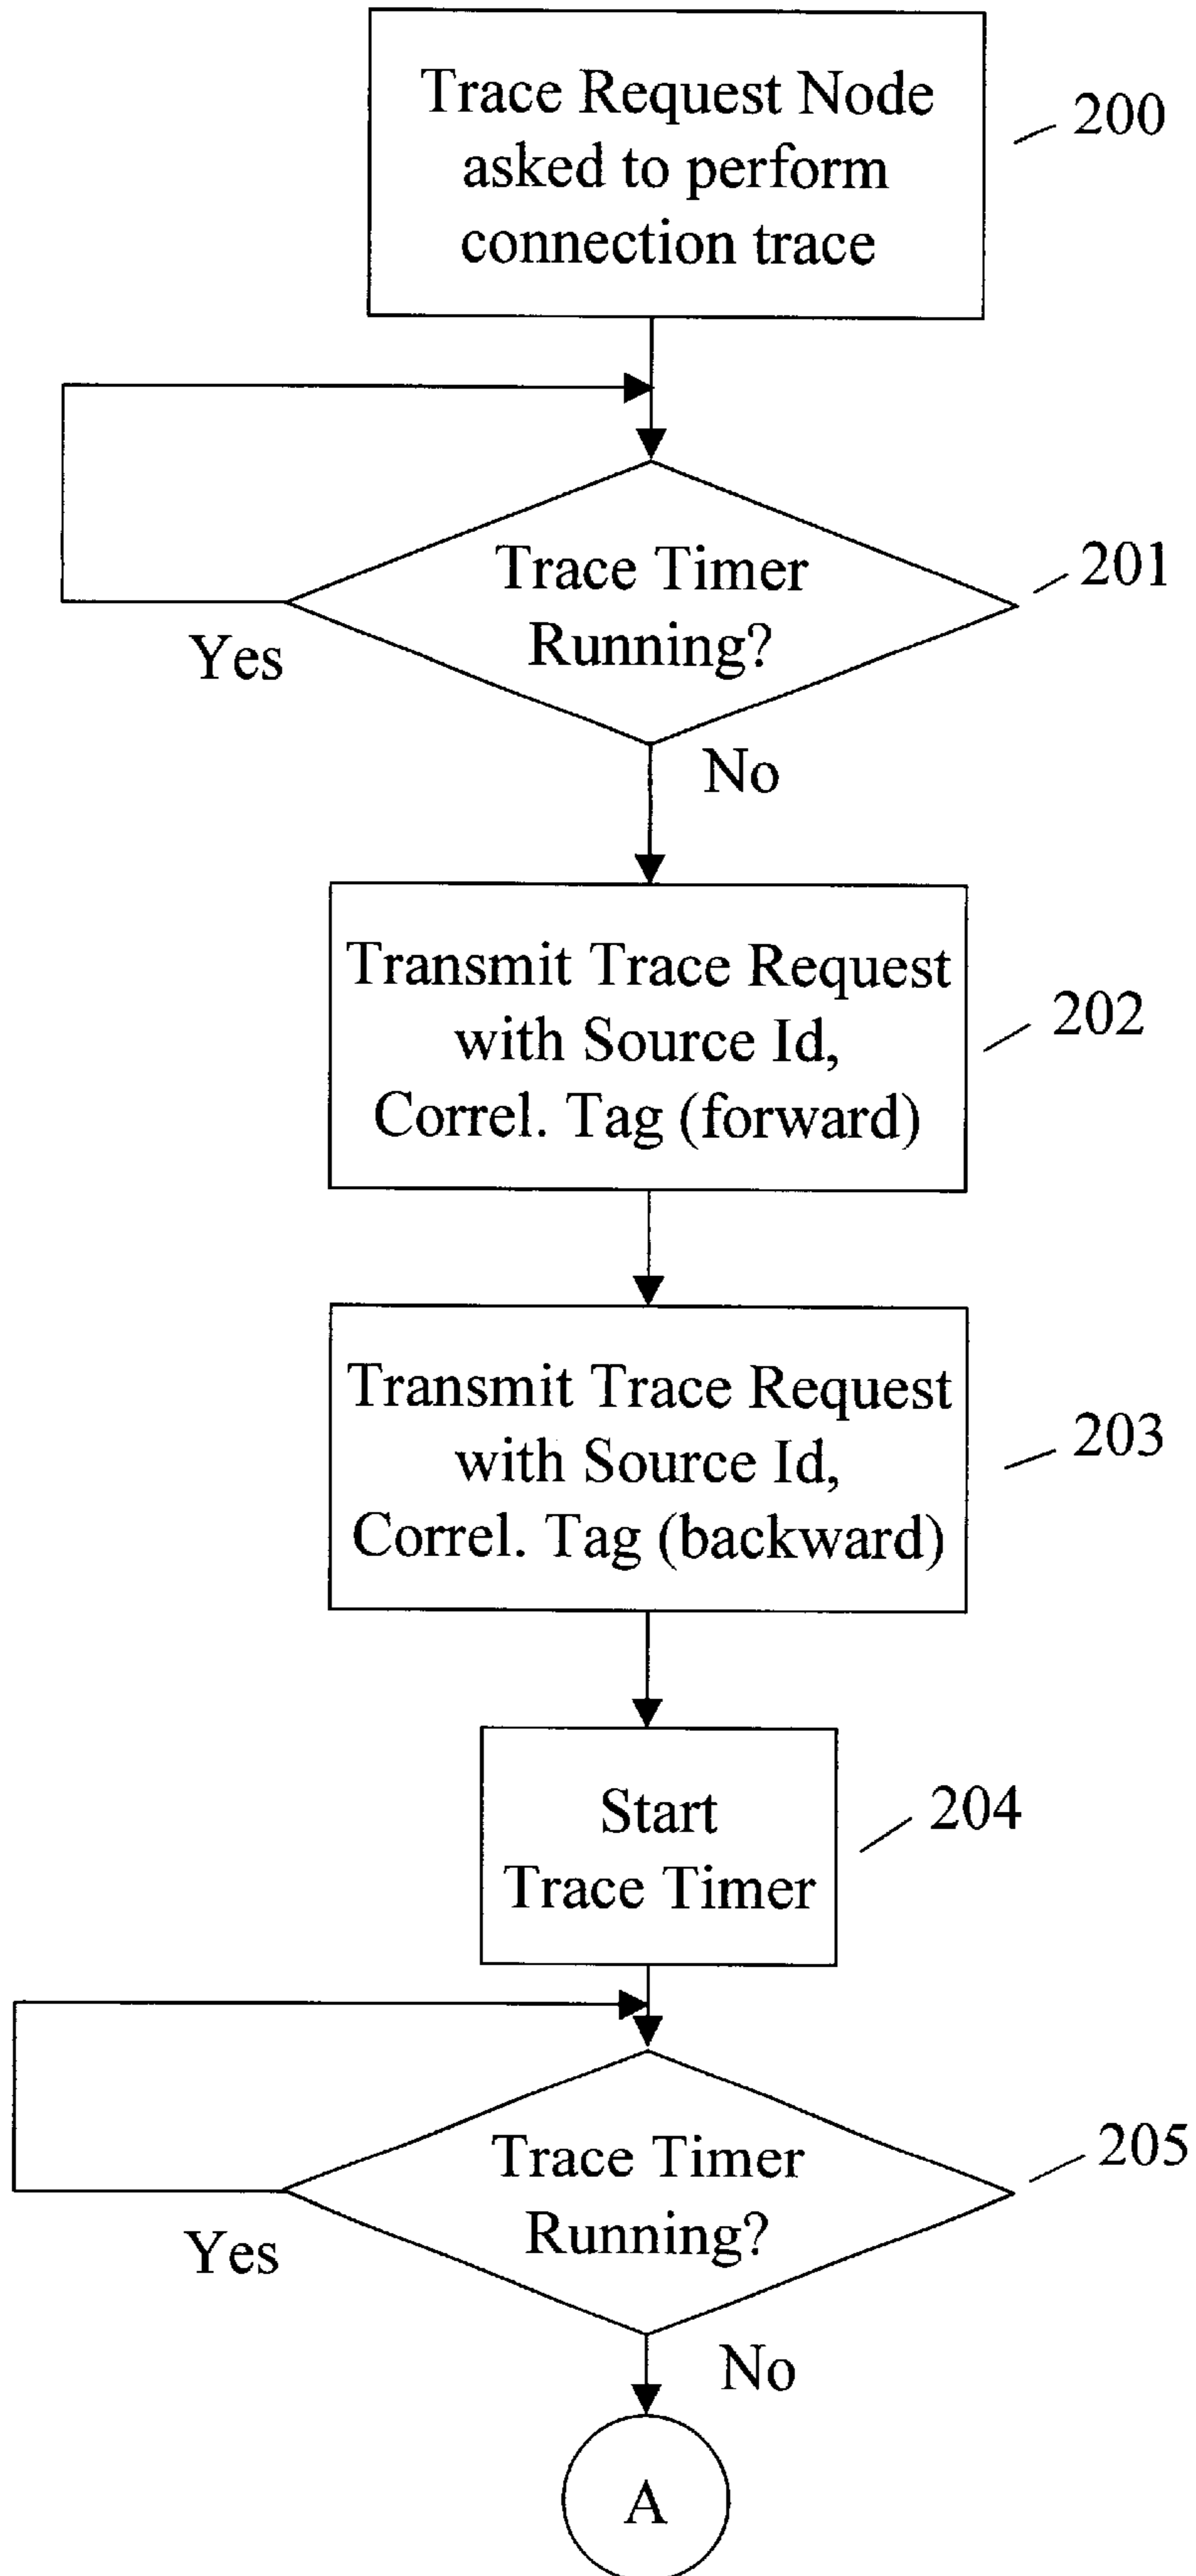 Trace Request Node
asked to perform
connection trace
200
Trace Timer
Running?
201
Yes
No
Transmit Trace Request
with Source Id,
Correl. Tag (forward)
202
Transmit Trace Request
with Source Id,
Correl. Tag (backward)
203
Start
Trace Timer
204
Trace Timer
Running?
205
Yes
No
A